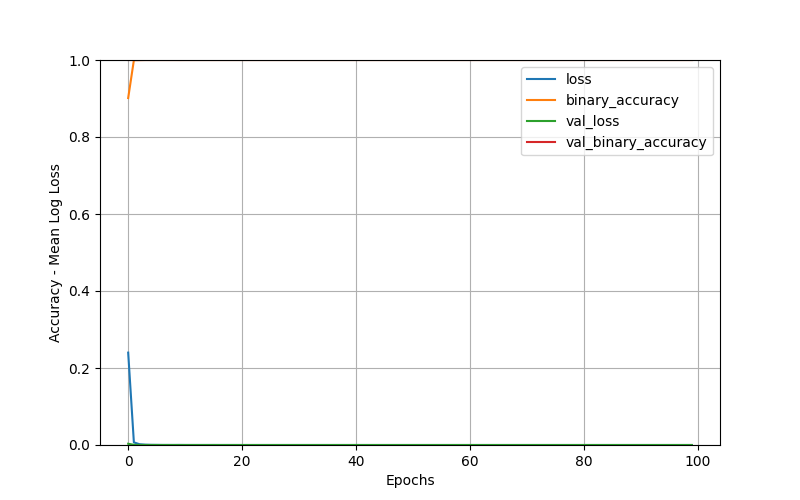 1.0
0.8
0.6
0.4
0.2
0.0
Accuracy - Mean Log Loss
loss
binary_accuracy
val_loss
val_binary_accuracy
0 20 40 60 80 100
Epochs